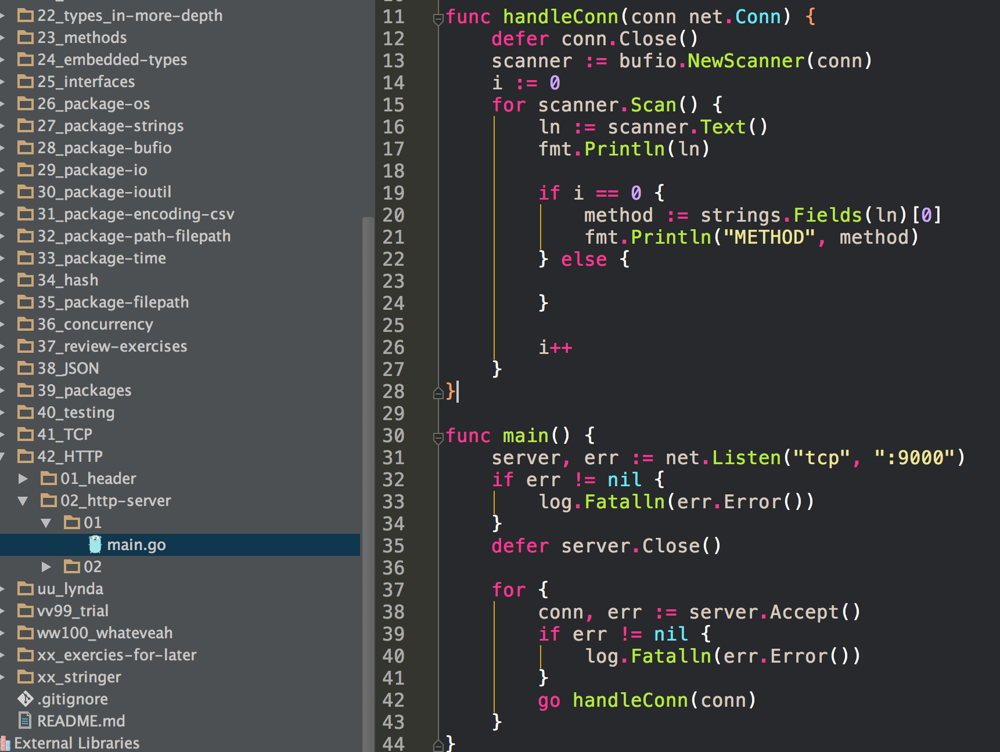 22_types_in-more-depth
23_methods
24_embedded-types
25_interfaces
26_package-os
27_package-strings
28_package-bufio
29_package-io
30_package-ioutil
31_package-encoding-csv
32_package-path-filepath
33_package-time
34_hash
35_package-filepath
36_concurrency
37_review-exercises
38_JSON
39_packages
40_testing
41_TCP
42_HTTP
01_header
02_http-server
01
main.go
02
uu_lynda
vv99_trial
ww100_whateveah
xx_exercies-for-later
xx_stringer
.gitignore
README.md
External Libraries
11 func handleConn(conn net.Conn) {
12     defer conn.Close()
13     scanner := bufio.NewScanner(conn)
14     i := 0
15     for scanner.Scan() {
16         ln := scanner.Text()
17         fmt.Println(ln)
18
19         if i == 0 {
20             method := strings.Fields(ln)[0]
21             fmt.Println("METHOD", method)
22         } else {
23
24         }
25
26         i++
27     }
28 }
29
30 func main() {
31     server, err := net.Listen("tcp", ":9000")
32     if err != nil {
33         log.Fatalln(err.Error())
34     }
35     defer server.Close()
36
37     for {
38         conn, err := server.Accept()
39         if err != nil {
40             log.Fatalln(err.Error())
41         }
42         go handleConn(conn)
43     }
44 }